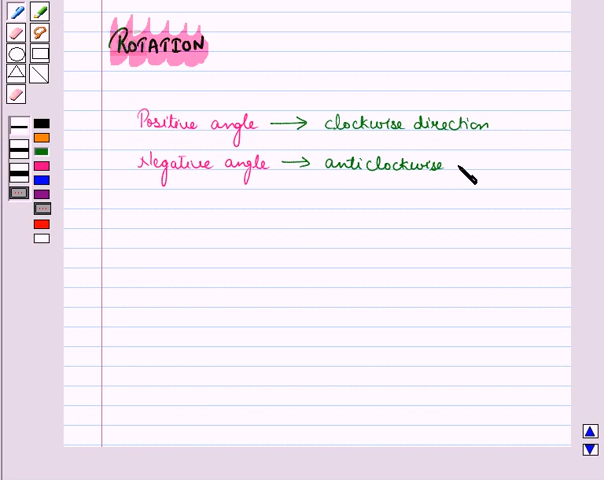 ROTATION
Positive angle → clockwise direction
Negative angle → anticlockwise